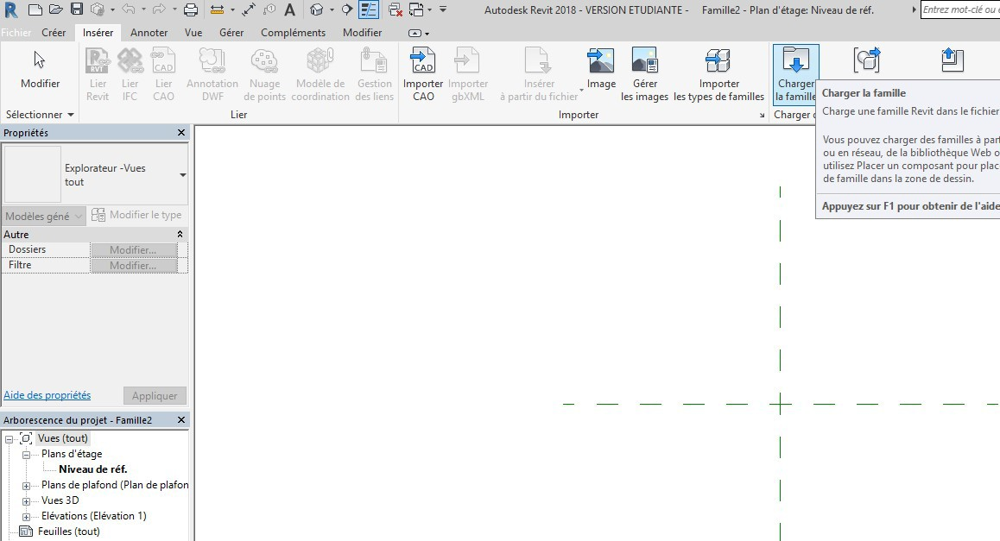 Autodesk Revit 2018 - VERSION ETUDIANTE - Famille2 - Plan d'étage: Niveau de réf.
Entrez mot-clé ou
Fichier Créer Insérer Annoter Vue Gérer Compléments Modifier
Modifier
Lier Revit
Lier IFC
Lier CAO
Annotation DWF
Nuage de points
Modèle de coordination
Gestion des liens
Importer CAO
Importer gbXML
Insérer à partir du fichier
Image
Gérer les images
Importer les types de familles
Charger la famille
Sélectionner
Lier
Importer
Charger
Charger la famille
Charge une famille Revit dans le fichier
Vous pouvez charger des familles à part
ou en réseau, de la bibliothèque Web o
utilisez Placer un composant pour plac
de famille dans la zone de dessin.
Appuyez sur F1 pour obtenir de l'aide
Propriétés
Explorateur -Vues
tout
Modèles géné
Modifier le type
Autre
Dossiers Modifier...
Filtre Modifier...
Aide des propriétés
Appliquer
Arborescence du projet - Famille2
Vues (tout)
Plans d'étage
Niveau de réf.
Plans de plafond (Plan de plafon
Vues 3D
Elévations (Elévation 1)
Feuilles (tout)